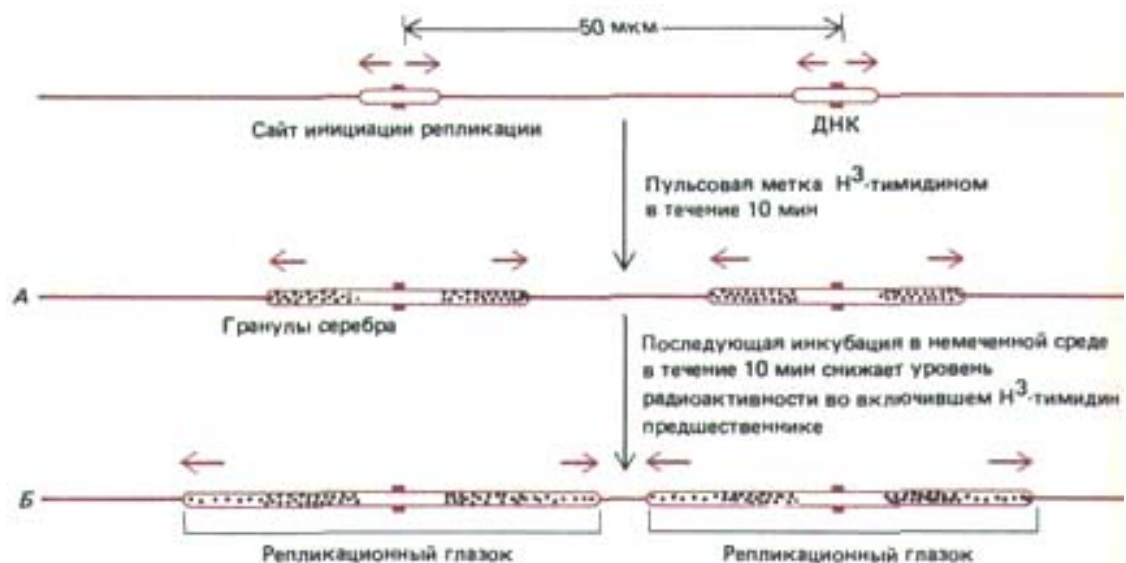 50 мкм
Сайт инициации репликации
ДНК
Пульсовая метка H³-тимидином
в течение 10 мин
А
Гранулы серебра
Последующая инкубация в немеченной среде
в течение 10 мин снижает уровень
радиоактивности во включившем H³-тимидин
предшественнике
Б
Репликационный глазок
Репликационный глазок